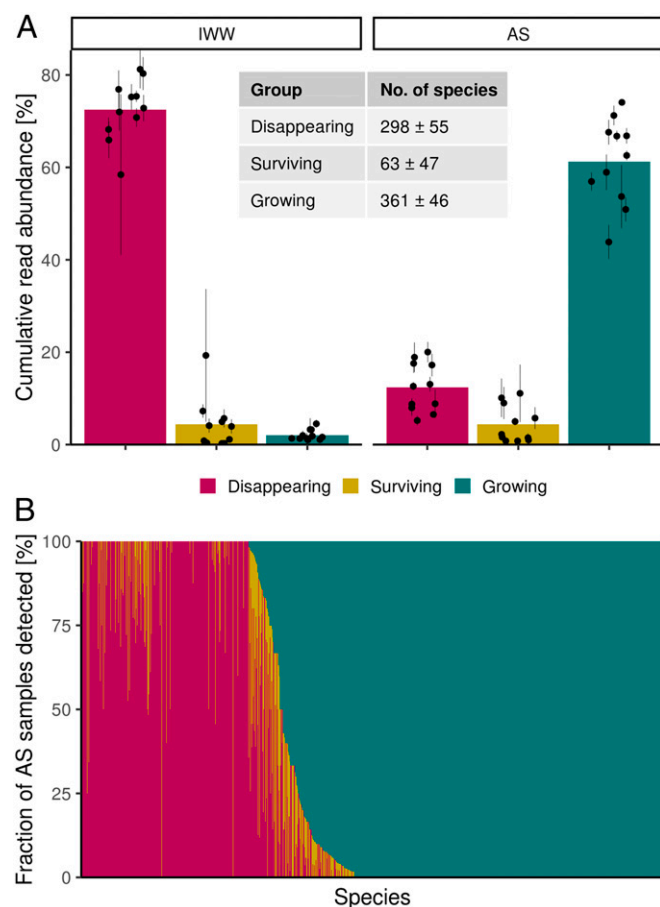 A
IWW
AS
Cumulative read abundance [%]
80
60
40
20
0
Group No. of species
Disappearing 298 ± 55
Surviving 63 ± 47
Growing 361 ± 46
Disappearing Surviving Growing
B
Fraction of AS samples detected [%]
100
75
50
25
0
Species